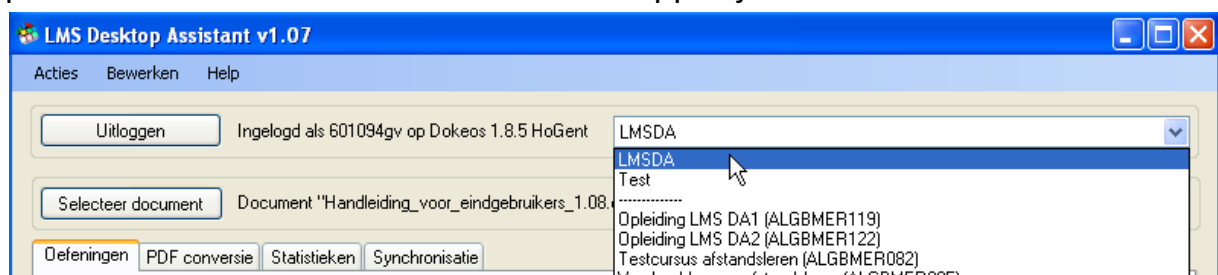 LMS Desktop Assistant v1.07
Acties Bewerken Help
Uitloggen Ingelogd als 601094gv op Dokeos 1.8.5 HoGent LMSDA
LMSDA
Test
--------------
Selecteer document Document "Handleiding_voor_eindgebruikers_1.08.
Opleiding LMS DA1 (ALGBMER119)
Opleiding LMS DA2 (ALGBMER122)
Oefeningen PDF conversie Statistieken Synchronisatie
Testcursus afstandsleren (ALGBMER082)